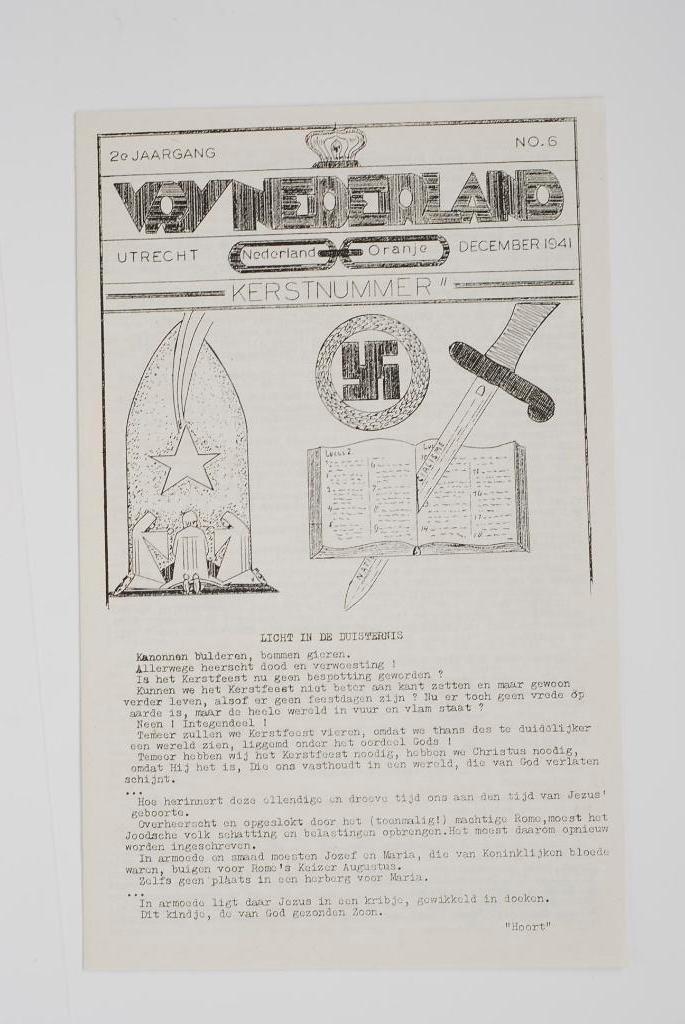 2e JAARGANG
NO.6
VRY NEDERLAND
UTRECHT
Nederland
Oranje
DECEMBER 1941
KERSTNUMMER"
LUCAS 2.
LICHT IN DE DUISTERNIS
Kanonnen bulderen, bommen gieren.
Allerwege heerscht dood en verwoesting !
Is het Kerstfeest nu geen bespotting geworden ?
Kunnen we het Kerstfeest niet beter aan kant zetten en maar gewoon
verder leven, alsof er geen feestdagen zijn ? Nu er toch geen vrede op
aarde is, maar de heele wereld in vuur en vlam staat ?
Neen ! Integendeel !
Temeer zullen we Kerstfeest vieren, omdat we thans des te duidelijker
een wereld zien, liggend onder het oordeel Gods !
Temeer hebben wij het Kerstfeest noodig, hebben we Christus noodig,
omdat Hij het is, Die ons vasthoudt in een wereld, die van God verlaten
schijnt.
...
Hoe herinnert deze ellendige en droeve tijd ons aan den tijd van Jezus'
geboorte.
Overheerscht en opgeslokt door het (toenmalig!) machtige Rome,moest het
Joodsche volk schatting en belastingen opbrengen.Het moest daarom opnieuw
worden ingeschreven.
In armoede en smaad moesten Jozef en Maria, die van Koninklijken bloede
waren, buigen voor Rome's Keizer Augustus.
Zelfs geen plaats in een herberg voor Maria.
...
In armoede ligt daar Jezus in een kribje, gewikkeld in doeken.
Dit kindje, de van God gezonden Zoon.
"Hoort"